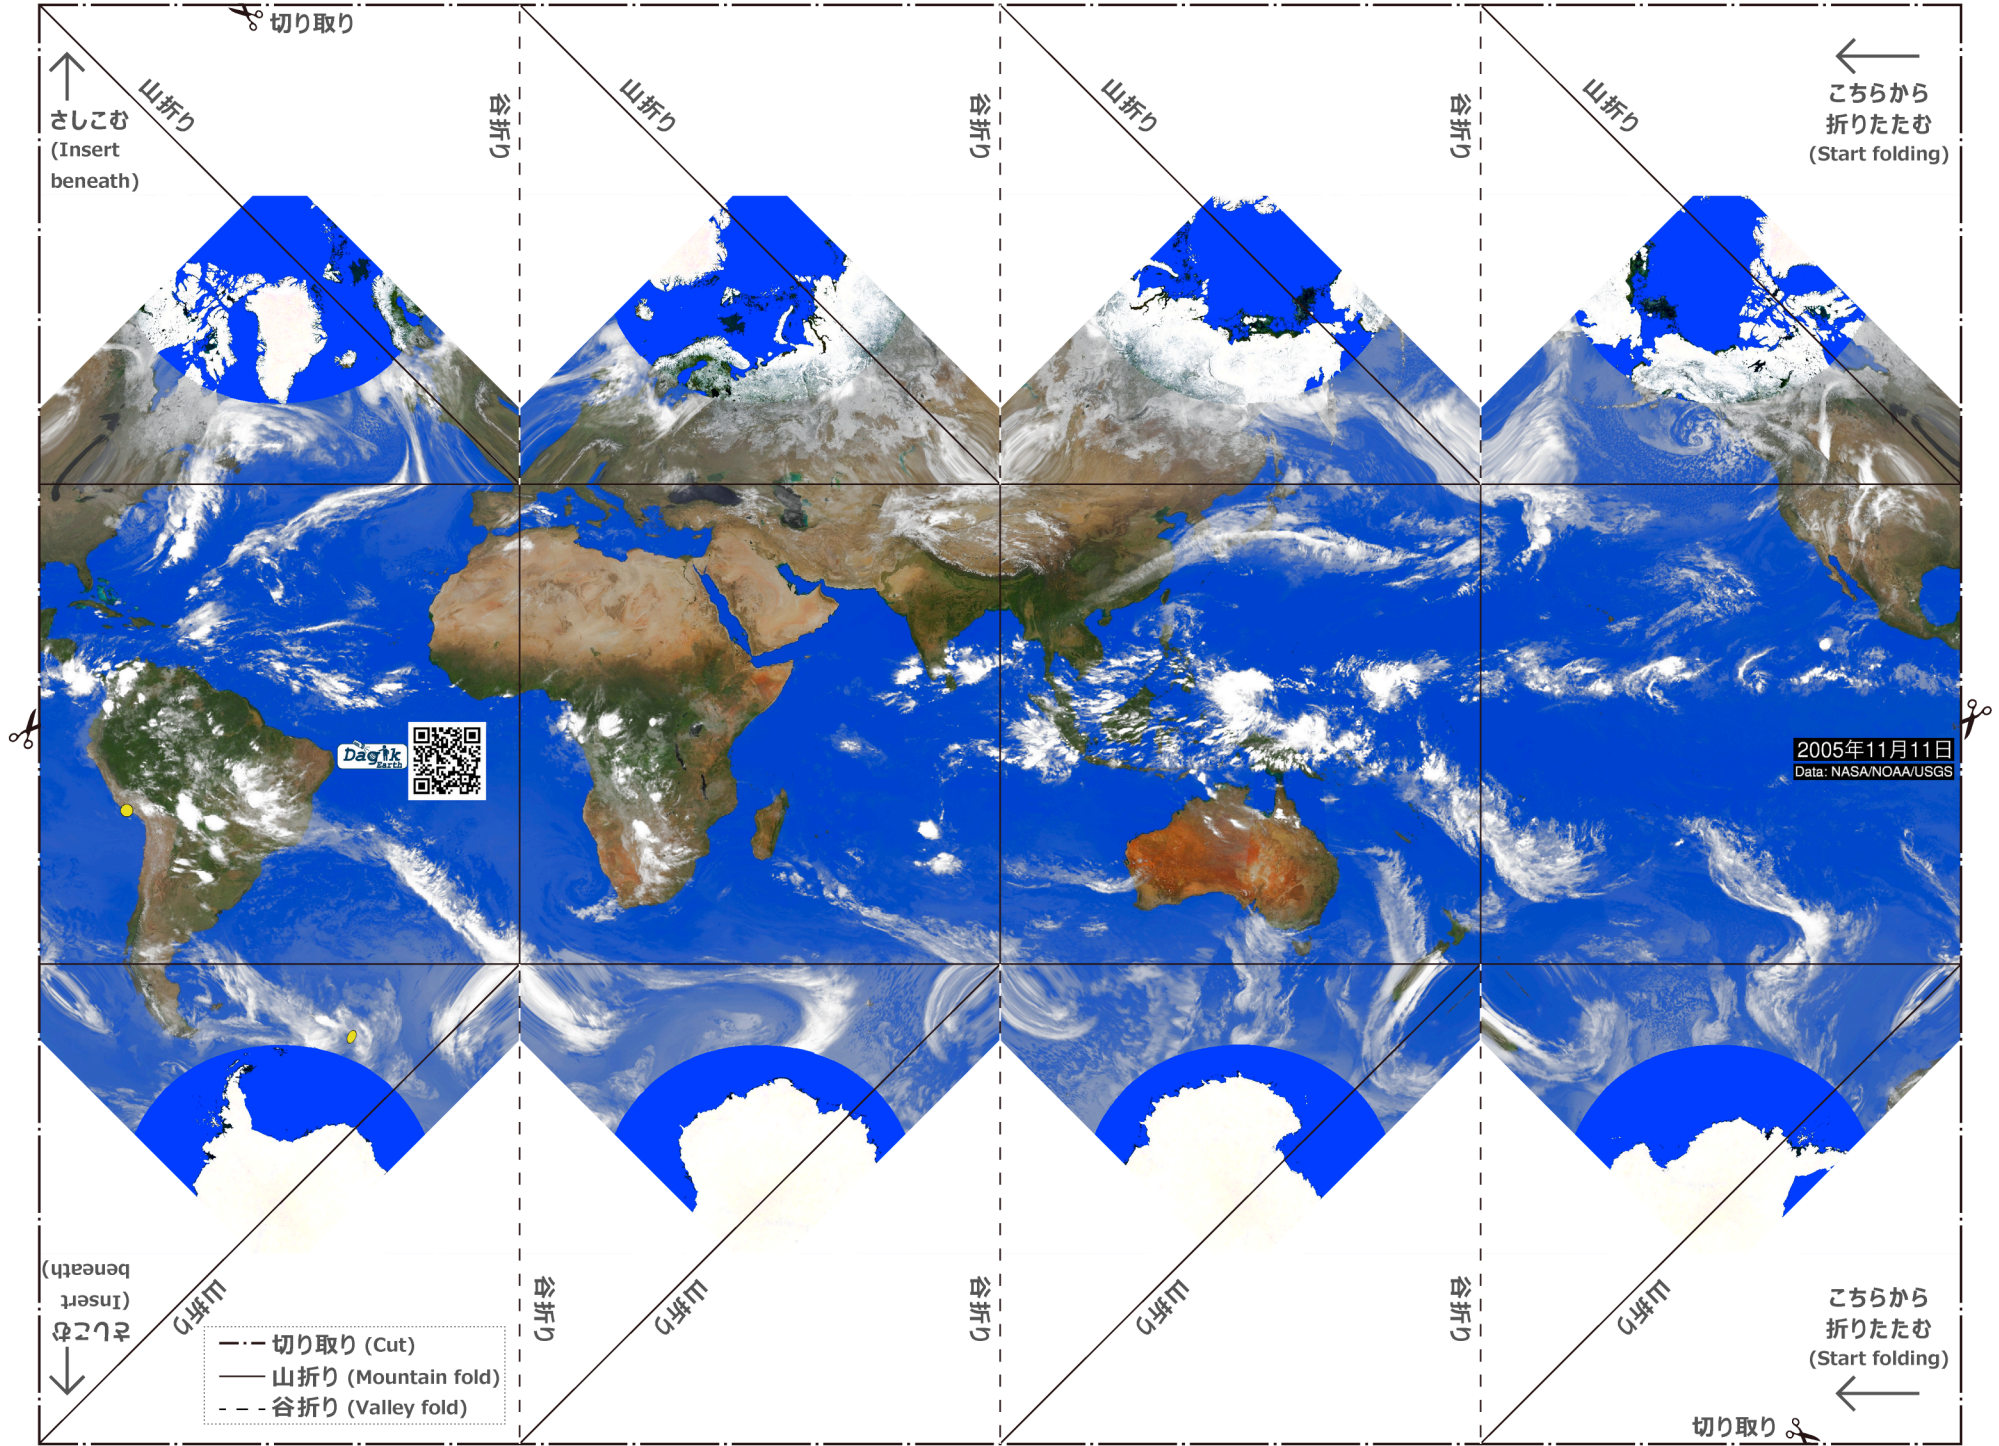 切り取り
山折り
山折り
山折り
山折り
谷折り
谷折り
谷折り
さしこむ
(Insert
beneath)
こちらから
折りたたむ
(Start folding)
Dagik
Earth
2005年11月11日
Data: NASA/NOAA/USGS
さしこむ
(Insert
beneath)
山折り
山折り
山折り
山折り
谷折り
谷折り
谷折り
こちらから
折りたたむ
(Start folding)
切り取り (Cut)
山折り (Mountain fold)
谷折り (Valley fold)
切り取り